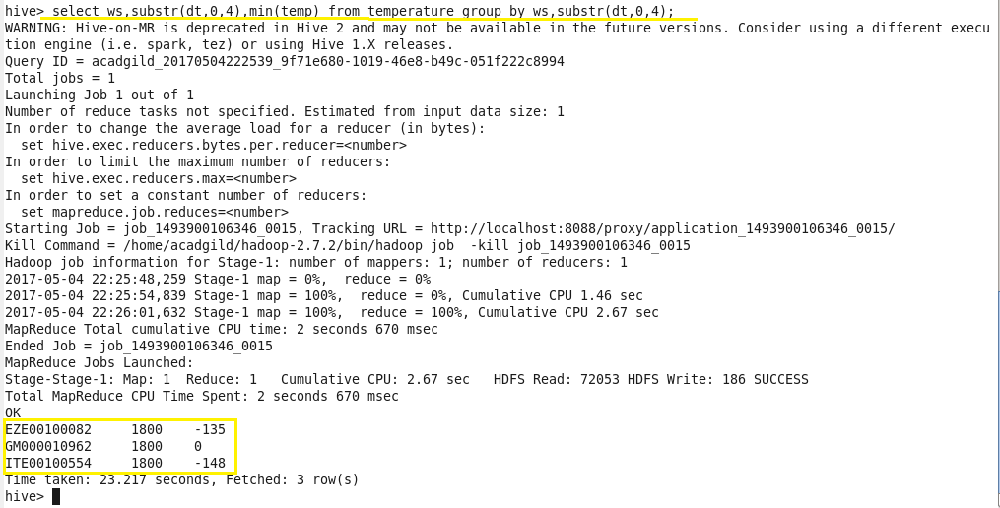 hive> select ws,substr(dt,0,4),min(temp) from temperature group by ws,substr(dt,0,4);
WARNING: Hive-on-MR is deprecated in Hive 2 and may not be available in the future versions. Consider using a different execu
tion engine (i.e. spark, tez) or using Hive 1.X releases.
Query ID = acadgild_20170504222539_9f71e680-1019-46e8-b49c-051f222c8994
Total jobs = 1
Launching Job 1 out of 1
Number of reduce tasks not specified. Estimated from input data size: 1
In order to change the average load for a reducer (in bytes):
  set hive.exec.reducers.bytes.per.reducer=<number>
In order to limit the maximum number of reducers:
  set hive.exec.reducers.max=<number>
In order to set a constant number of reducers:
  set mapreduce.job.reduces=<number>
Starting Job = job_1493900106346_0015, Tracking URL = http://localhost:8088/proxy/application_1493900106346_0015/
Kill Command = /home/acadgild/hadoop-2.7.2/bin/hadoop job  -kill job_1493900106346_0015
Hadoop job information for Stage-1: number of mappers: 1; number of reducers: 1
2017-05-04 22:25:48,259 Stage-1 map = 0%,  reduce = 0%
2017-05-04 22:25:54,839 Stage-1 map = 100%,  reduce = 0%, Cumulative CPU 1.46 sec
2017-05-04 22:26:01,632 Stage-1 map = 100%,  reduce = 100%, Cumulative CPU 2.67 sec
MapReduce Total cumulative CPU time: 2 seconds 670 msec
Ended Job = job_1493900106346_0015
MapReduce Jobs Launched:
Stage-Stage-1: Map: 1  Reduce: 1   Cumulative CPU: 2.67 sec   HDFS Read: 72053 HDFS Write: 186 SUCCESS
Total MapReduce CPU Time Spent: 2 seconds 670 msec
OK
EZE00100082     1800    -135
GM000010962     1800    0
ITE00100554     1800    -148
Time taken: 23.217 seconds, Fetched: 3 row(s)
hive>